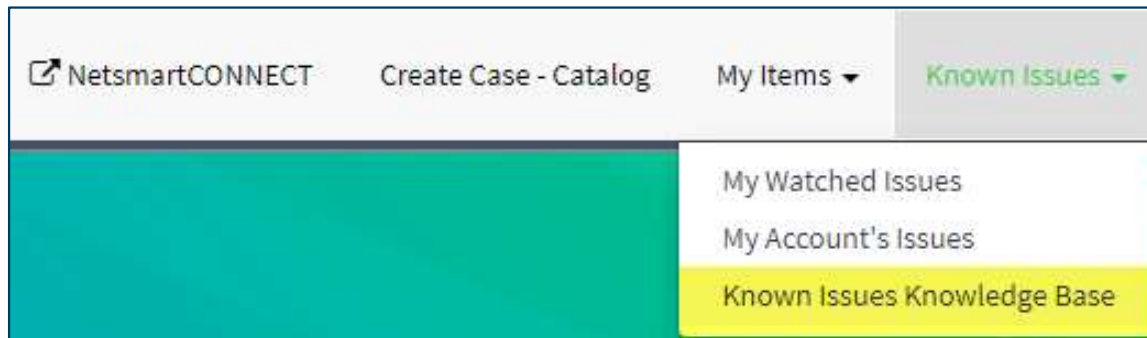 NetsmartCONNECT Create Case - Catalog My Items Known Issues
My Watched Issues
My Account's Issues
Known Issues Knowledge Base